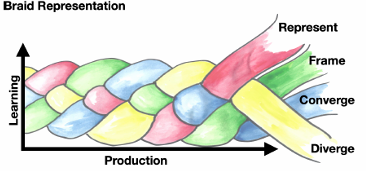 Braid Representation
Represent
Frame
Converge
Diverge
Learning
Production